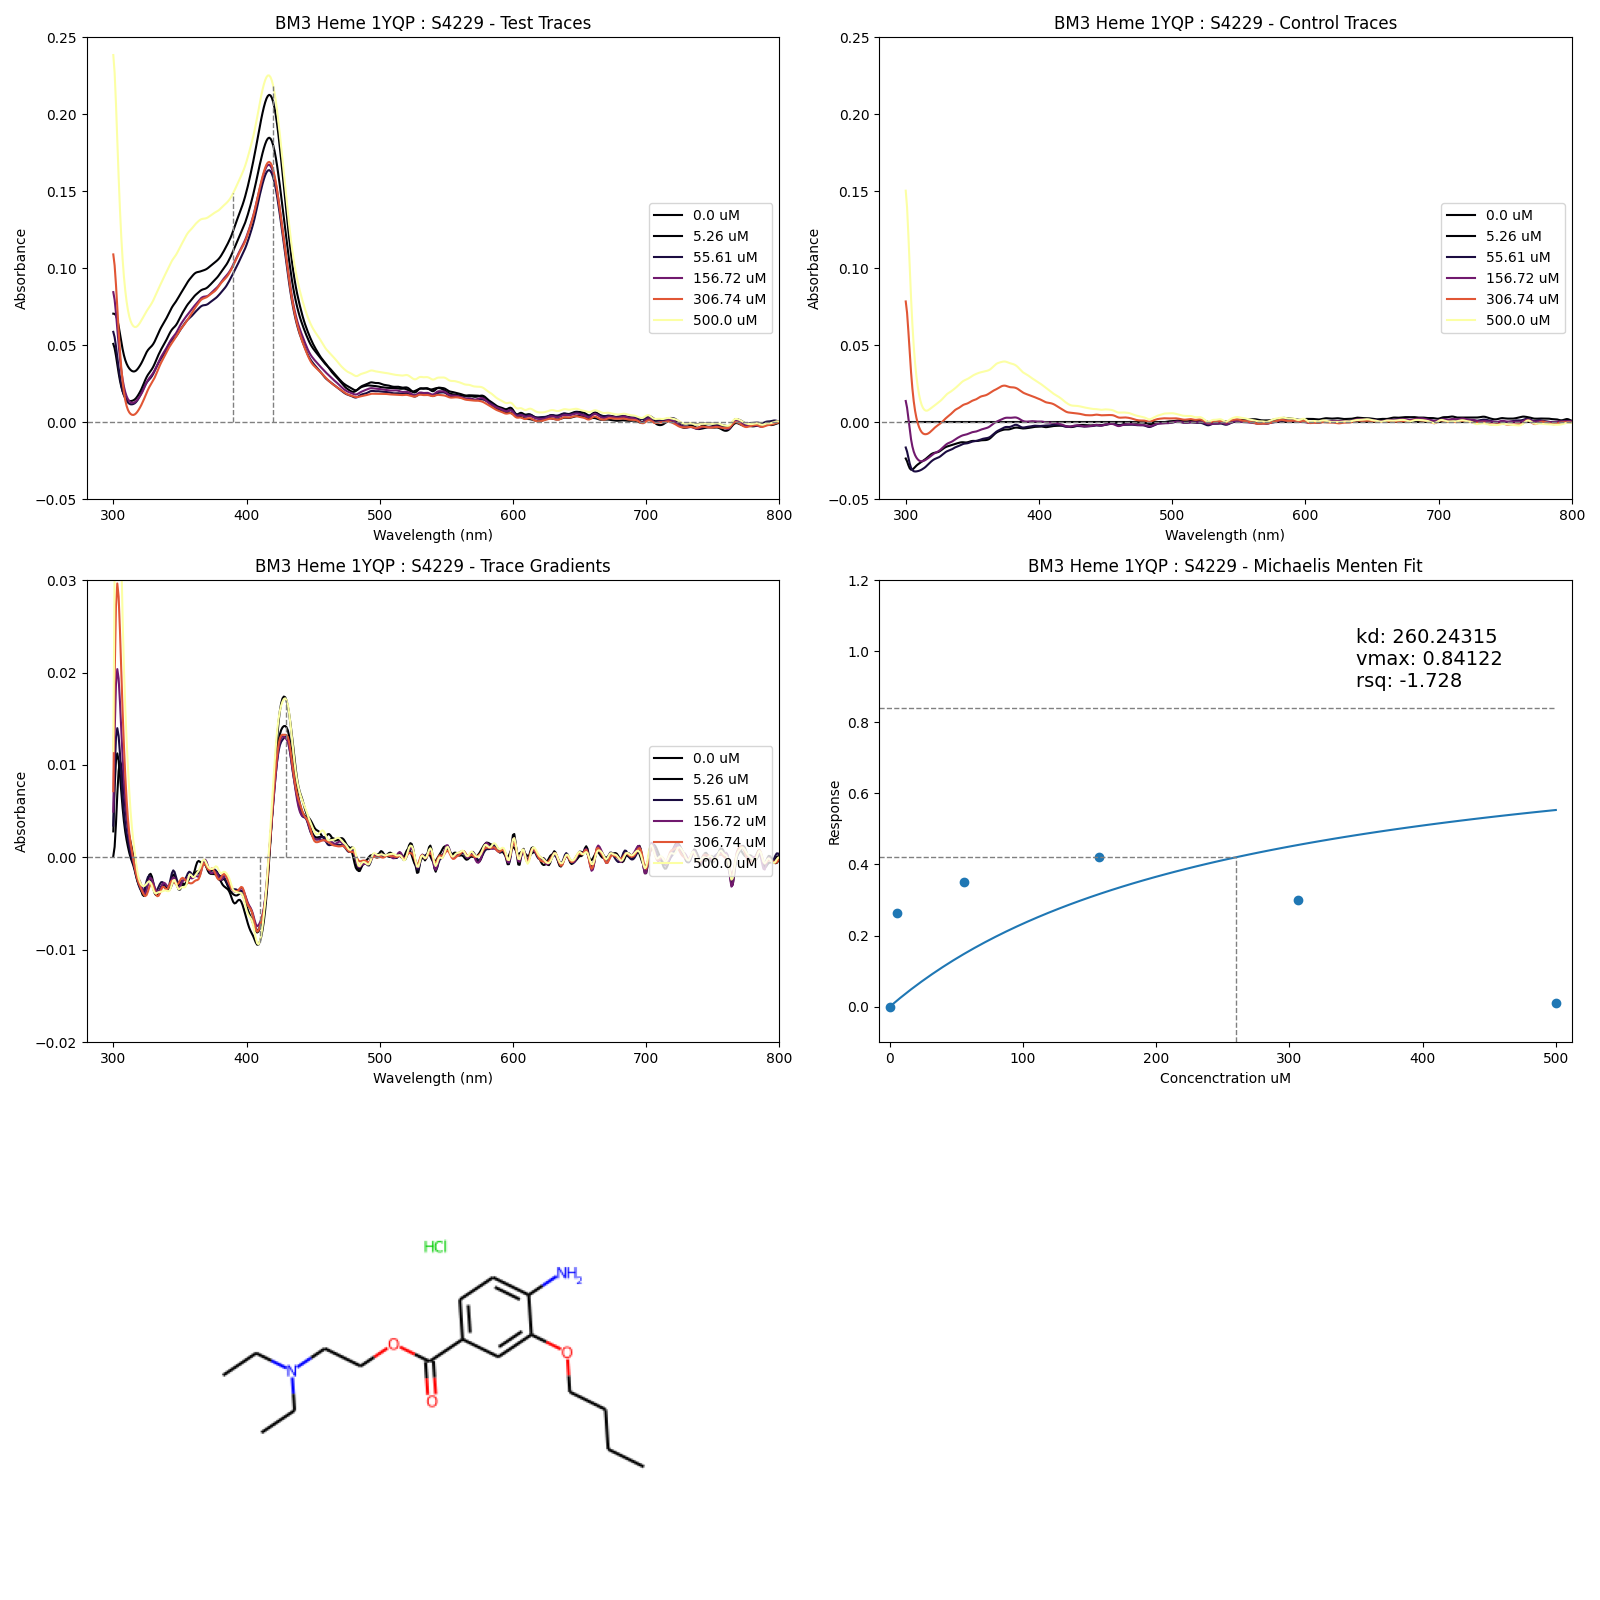 BM3 Heme 1YQP : S4229 - Test Traces
0.25
0.20
0.15
0.10
0.05
0.00
−0.05
Absorbance
300 400 500 600 700 800
Wavelength (nm)
0.0 uM
5.26 uM
55.61 uM
156.72 uM
306.74 uM
500.0 uM
BM3 Heme 1YQP : S4229 - Control Traces
0.25
0.20
0.15
0.10
0.05
0.00
−0.05
Absorbance
300 400 500 600 700 800
Wavelength (nm)
0.0 uM
5.26 uM
55.61 uM
156.72 uM
306.74 uM
500.0 uM
BM3 Heme 1YQP : S4229 - Trace Gradients
0.03
0.02
0.01
0.00
−0.01
−0.02
Absorbance
300 400 500 600 700 800
Wavelength (nm)
0.0 uM
5.26 uM
55.61 uM
156.72 uM
306.74 uM
500.0 uM
BM3 Heme 1YQP : S4229 - Michaelis Menten Fit
1.2
1.0
0.8
0.6
0.4
0.2
0.0
Response
0 100 200 300 400 500
Concenctration uM
kd: 260.24315
vmax: 0.84122
rsq: -1.728
HCl
NH2
O
O
N
O